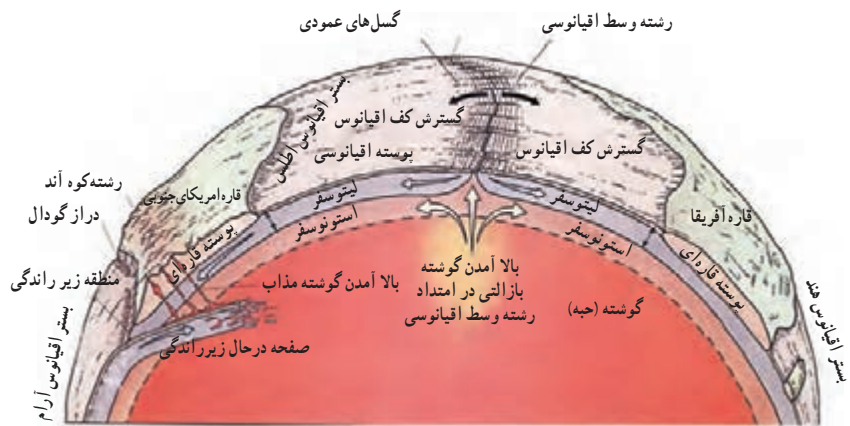 گسل‌های عمودی
رشته وسط اقیانوسی
بستر اقیانوس اطلس
گسترش کف اقیانوس
پوسته اقیانوسی
گسترش کف اقیانوس
رشته‌کوه آند
درازگودال
قاره امریکای‌جنوبی
قاره آفریقا
لیتوسفر
استونوسفر
لیتوسفر
استونوسفر
پوسته قاره‌ای
پوسته قاره‌ای
منطقه زیر راندگی
بالا آمدن گوشته مذاب
بالا آمدن گوشته
بازالتی در امتداد
رشته وسط اقیانوسی
گوشته (جبه)
صفحه درحال زیرراندگی
بستر اقیانوس آرام
بستر اقیانوس هند